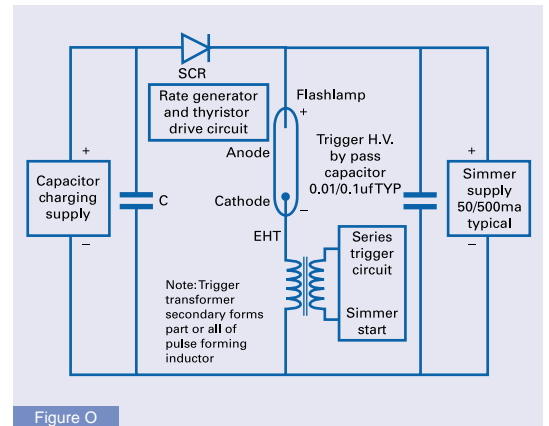 SCR
Rate generator
and thyristor
drive circuit
Flashlamp
+
Anode
Trigger H.V.
by pass
capacitor
0.01/0.1ufTYP
+
Capacitor
charging
supply
–
C
Cathode
–
+
Simmer
supply
50/500ma
typical
–
EHT
Series
trigger
circuit
Simmer
start
Note: Trigger
transformer
secondary forms
part or all of
pulse forming
inductor
Figure O